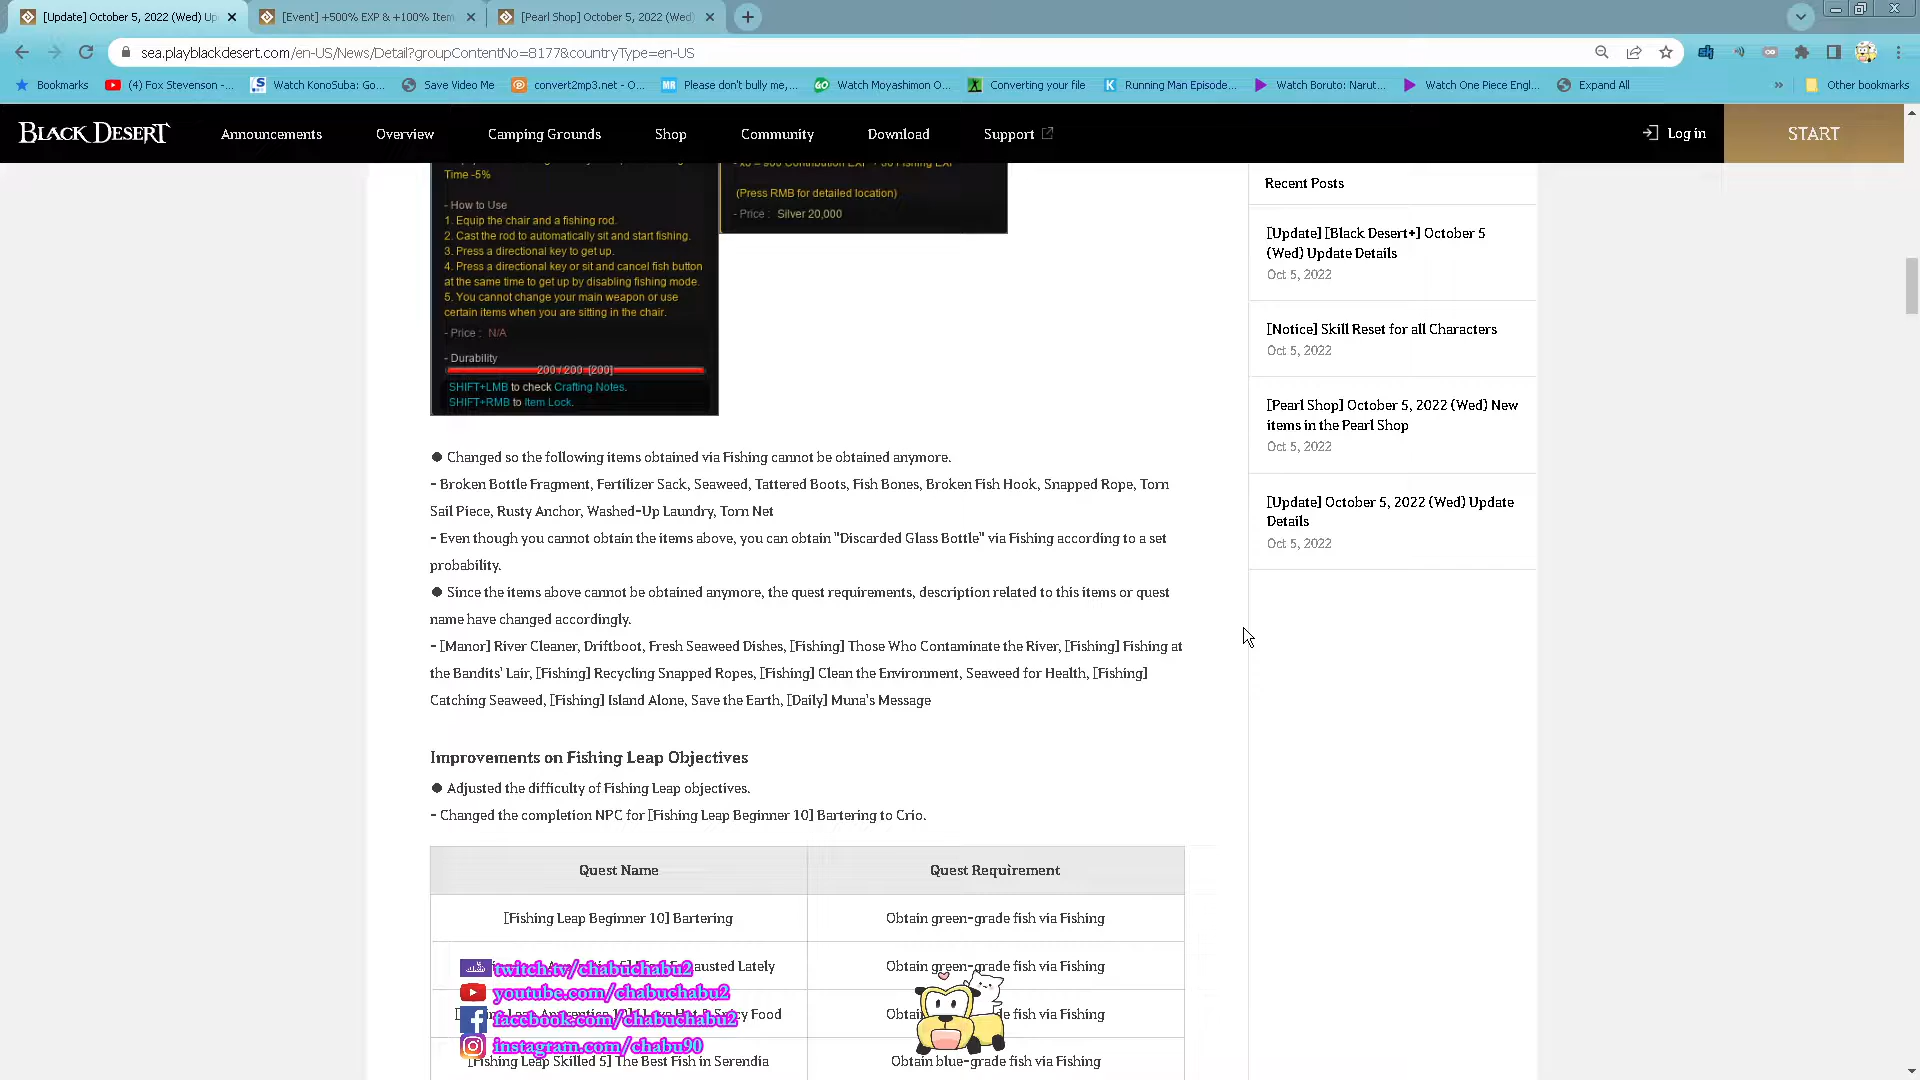 [Update] October 5, 2022 (Wed) Up
[Event] +500% EXP & +100% Item
[Pearl Shop] October 5, 2022 (Wed)
sea.playblackdesert.com/en-US/News/Detail?groupContentNo=8177&countryType=en-US
Bookmarks
(4) Fox Stevenson -...
Watch KonoSuba: Go...
Save Video Me
convert2mp3.net - O...
Please don't bully me,...
Watch Moyashimon O...
Converting your file
Running Man Episode...
Watch Boruto: Narut...
Watch One Piece Engl...
Expand All
»
Other bookmarks
BLACK DESERT
Announcements
Overview
Camping Grounds
Shop
Community
Download
Support
Log in
START
Time -5%
- How to Use
1. Equip the chair and a fishing rod.
2. Cast the rod to automatically sit and start fishing.
3. Press a directional key to get up.
4. Press a directional key or sit and cancel fish button
at the same time to get up by disabling fishing mode.
5. You cannot change your main weapon or use
certain items when you are sitting in the chair.
- Price : N/A
- Durability
200 / 200 [200]
SHIFT+LMB to check Crafting Notes.
SHIFT+RMB to Item Lock.
(Press RMB for detailed location)
- Price : Silver 20,000
● Changed so the following items obtained via Fishing cannot be obtained anymore.
- Broken Bottle Fragment, Fertilizer Sack, Seaweed, Tattered Boots, Fish Bones, Broken Fish Hook, Snapped Rope, Torn
Sail Piece, Rusty Anchor, Washed-Up Laundry, Torn Net
- Even though you cannot obtain the items above, you can obtain "Discarded Glass Bottle" via Fishing according to a set
probability.
● Since the items above cannot be obtained anymore, the quest requirements, description related to this items or quest
name have changed accordingly.
- [Manor] River Cleaner, Driftboot, Fresh Seaweed Dishes, [Fishing] Those Who Contaminate the River, [Fishing] Fishing at
the Bandits' Lair, [Fishing] Recycling Snapped Ropes, [Fishing] Clean the Environment, Seaweed for Health, [Fishing]
Catching Seaweed, [Fishing] Island Alone, Save the Earth, [Daily] Muna's Message
Improvements on Fishing Leap Objectives
● Adjusted the difficulty of Fishing Leap objectives.
- Changed the completion NPC for [Fishing Leap Beginner 10] Bartering to Crio.
Quest Name
Quest Requirement
[Fishing Leap Beginner 10] Bartering
Obtain green-grade fish via Fishing
Lately
Obtain green-grade fish via Fishing
Food
fish via Fishing
[Fishing Leap Skilled 5] The Best Fish in Serendia
Obtain blue-grade fish via Fishing
twitch.tv/chabuchabu2
youtube.com/chabuchabu2
facebook.com/chabuchabu2
instagram.com/chabu90
Recent Posts
[Update] [Black Desert+] October 5
(Wed) Update Details
Oct 5, 2022
[Notice] Skill Reset for all Characters
Oct 5, 2022
[Pearl Shop] October 5, 2022 (Wed) New
items in the Pearl Shop
Oct 5, 2022
[Update] October 5, 2022 (Wed) Update
Details
Oct 5, 2022